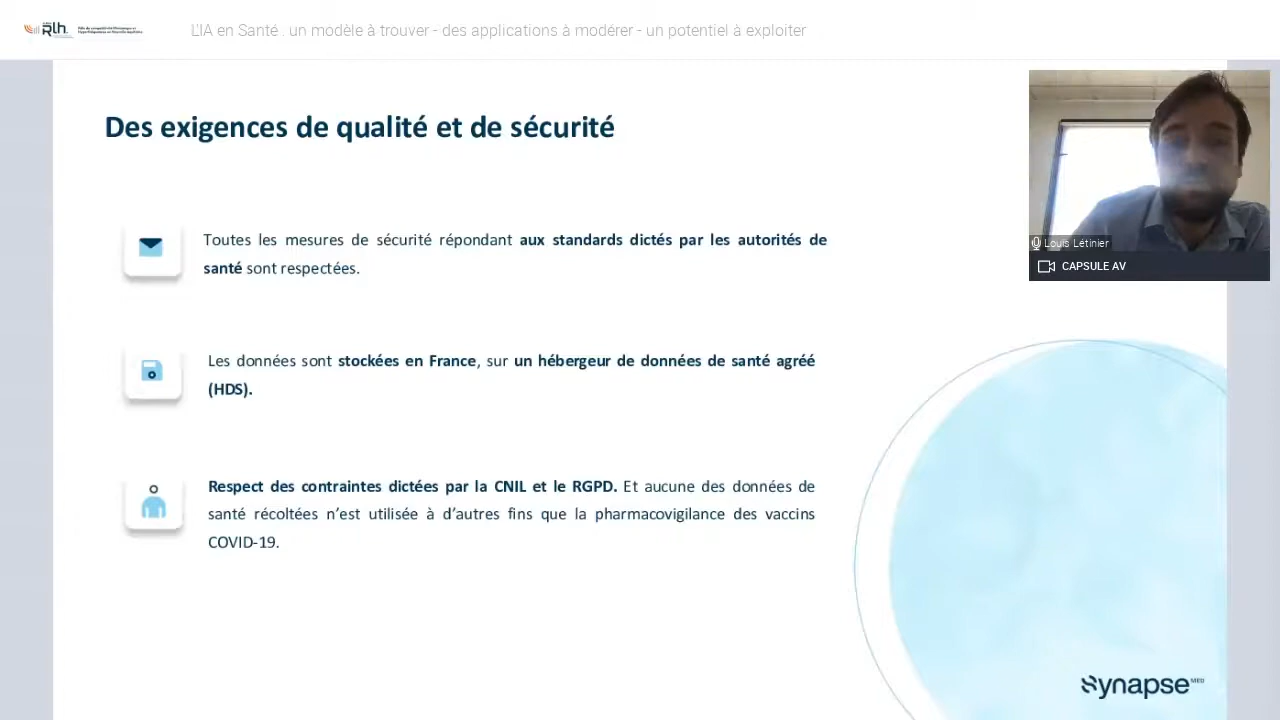 Rlh
L'IA en Santé : un modèle à trouver - des applications à modérer - un potentiel à exploiter
Des exigences de qualité et de sécurité
Toutes les mesures de sécurité répondant aux standards dictés par les autorités de
santé sont respectées.
Les données sont stockées en France, sur un hébergeur de données de santé agréé
(HDS).
Respect des contraintes dictées par la CNIL et le RGPD. Et aucune des données de
santé récoltées n'est utilisée à d'autres fins que la pharmacovigilance des vaccins
COVID-19.
Louis Létinier
CAPSULE AV
Synapse MED